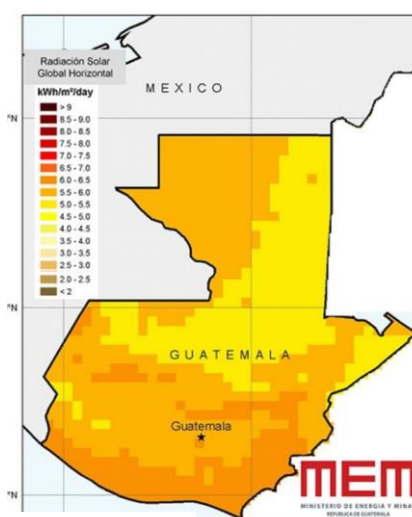 Radiación Solar
Global Horizontal
kWh/m²/day
> 9
8.5 - 9.0
8.0 - 8.5
7.5 - 8.0
7.0 - 7.5
6.5 - 7.0
6.0 - 6.5
5.5 - 6.0
5.0 - 5.5
4.5 - 5.0
4.0 - 4.5
3.5 - 4.0
3.0 - 3.5
2.5 - 3.0
2.0 - 2.5
< 2
MEXICO
°N
°N
GUATEMALA
Guatemala
°N
MEM
MINISTERIO DE ENERGIA Y MINA
REPUBLICA DE GUATEMALA